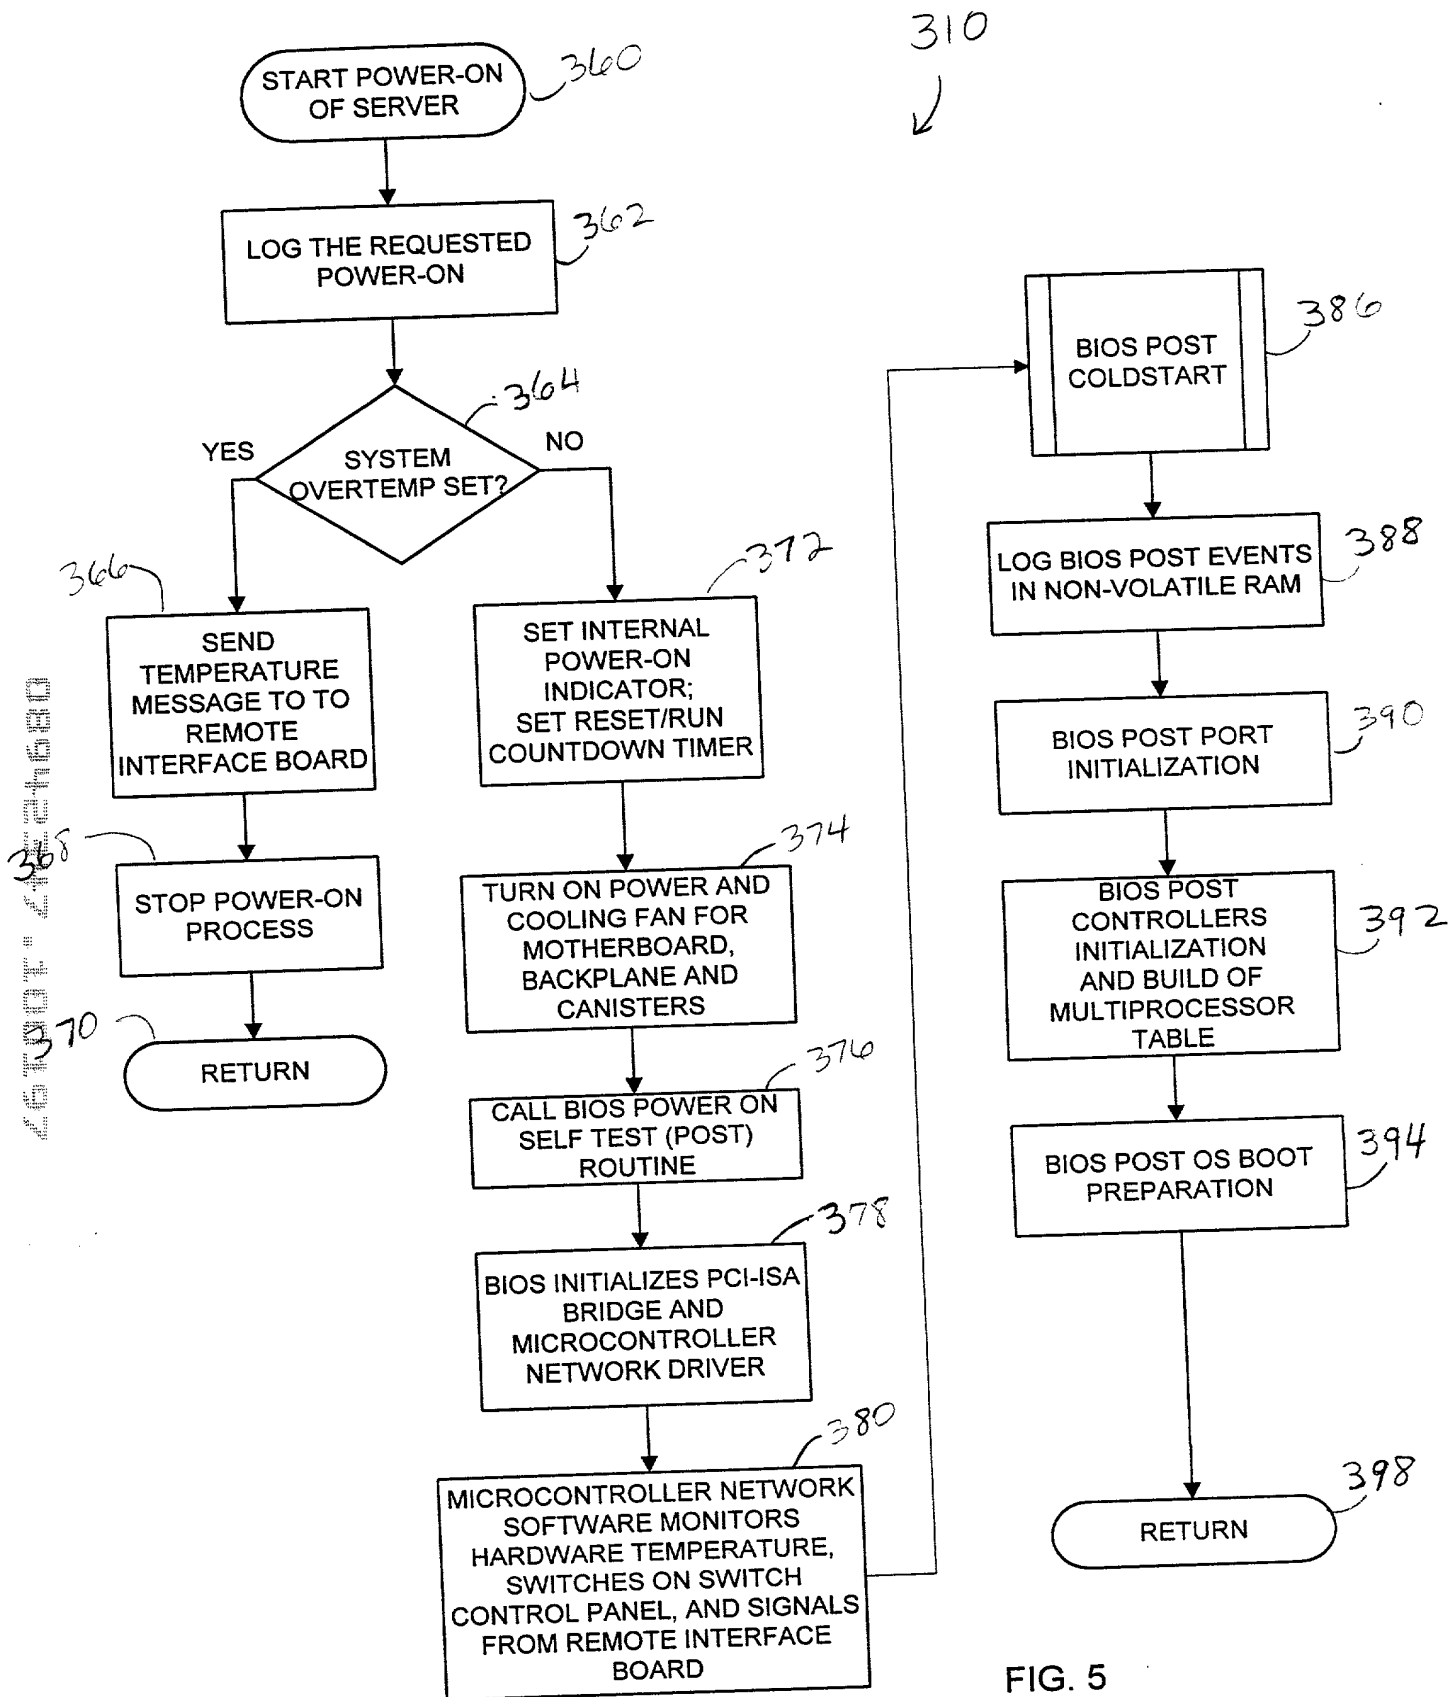 310
START POWER-ON
OF SERVER
360
LOG THE REQUESTED
POWER-ON
362
SYSTEM
OVERTEMP SET?
364
YES
NO
366
SEND
TEMPERATURE
MESSAGE TO TO
REMOTE
INTERFACE BOARD
368
STOP POWER-ON
PROCESS
370
RETURN
372
SET INTERNAL
POWER-ON
INDICATOR;
SET RESET/RUN
COUNTDOWN TIMER
374
TURN ON POWER AND
COOLING FAN FOR
MOTHERBOARD,
BACKPLANE AND
CANISTERS
376
CALL BIOS POWER ON
SELF TEST (POST)
ROUTINE
378
BIOS INITIALIZES PCI-ISA
BRIDGE AND
MICROCONTROLLER
NETWORK DRIVER
380
MICROCONTROLLER NETWORK
SOFTWARE MONITORS
HARDWARE TEMPERATURE,
SWITCHES ON SWITCH
CONTROL PANEL, AND SIGNALS
FROM REMOTE INTERFACE
BOARD
BIOS POST
COLDSTART
386
LOG BIOS POST EVENTS
IN NON-VOLATILE RAM
388
BIOS POST PORT
INITIALIZATION
390
BIOS POST
CONTROLLERS
INITIALIZATION
AND BUILD OF
MULTIPROCESSOR
TABLE
392
BIOS POST OS BOOT
PREPARATION
394
RETURN
398
FIG. 5